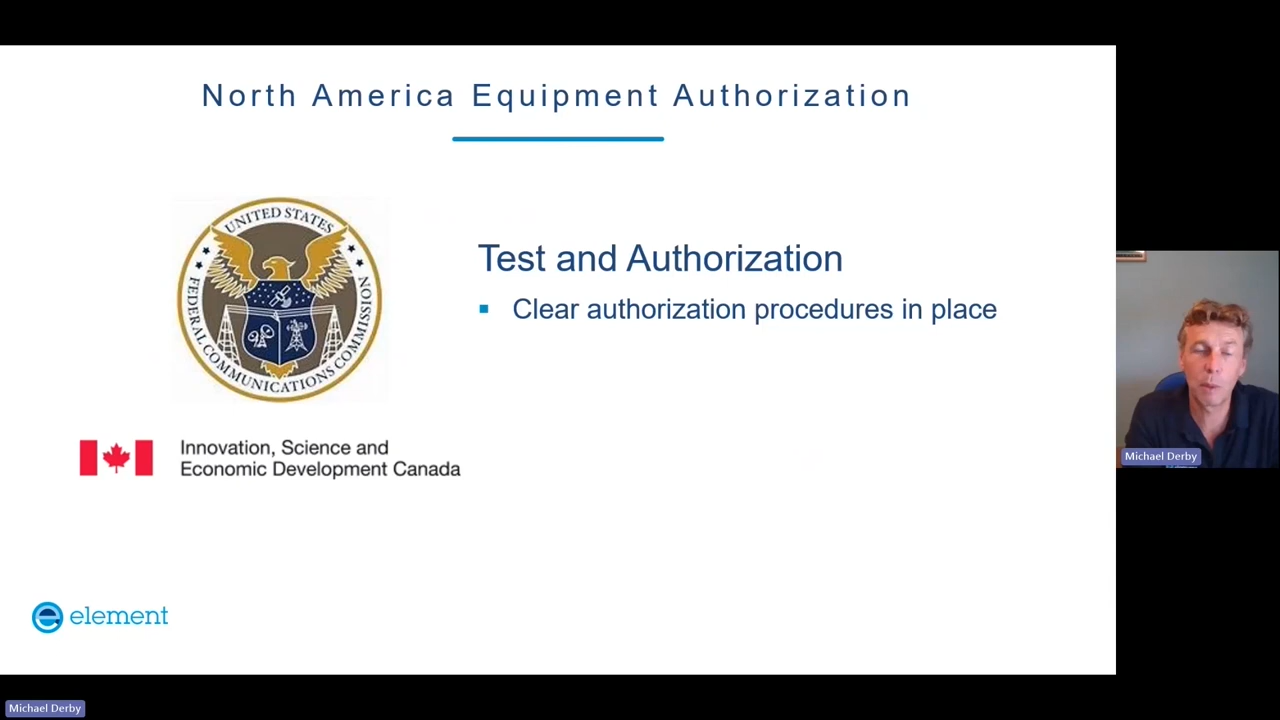 North America Equipment Authorization
UNITED STATES
FEDERAL COMMUNICATIONS COMMISSION
Test and Authorization
Clear authorization procedures in place
Innovation, Science and
Economic Development Canada
e element
Michael Derby
Michael Derby